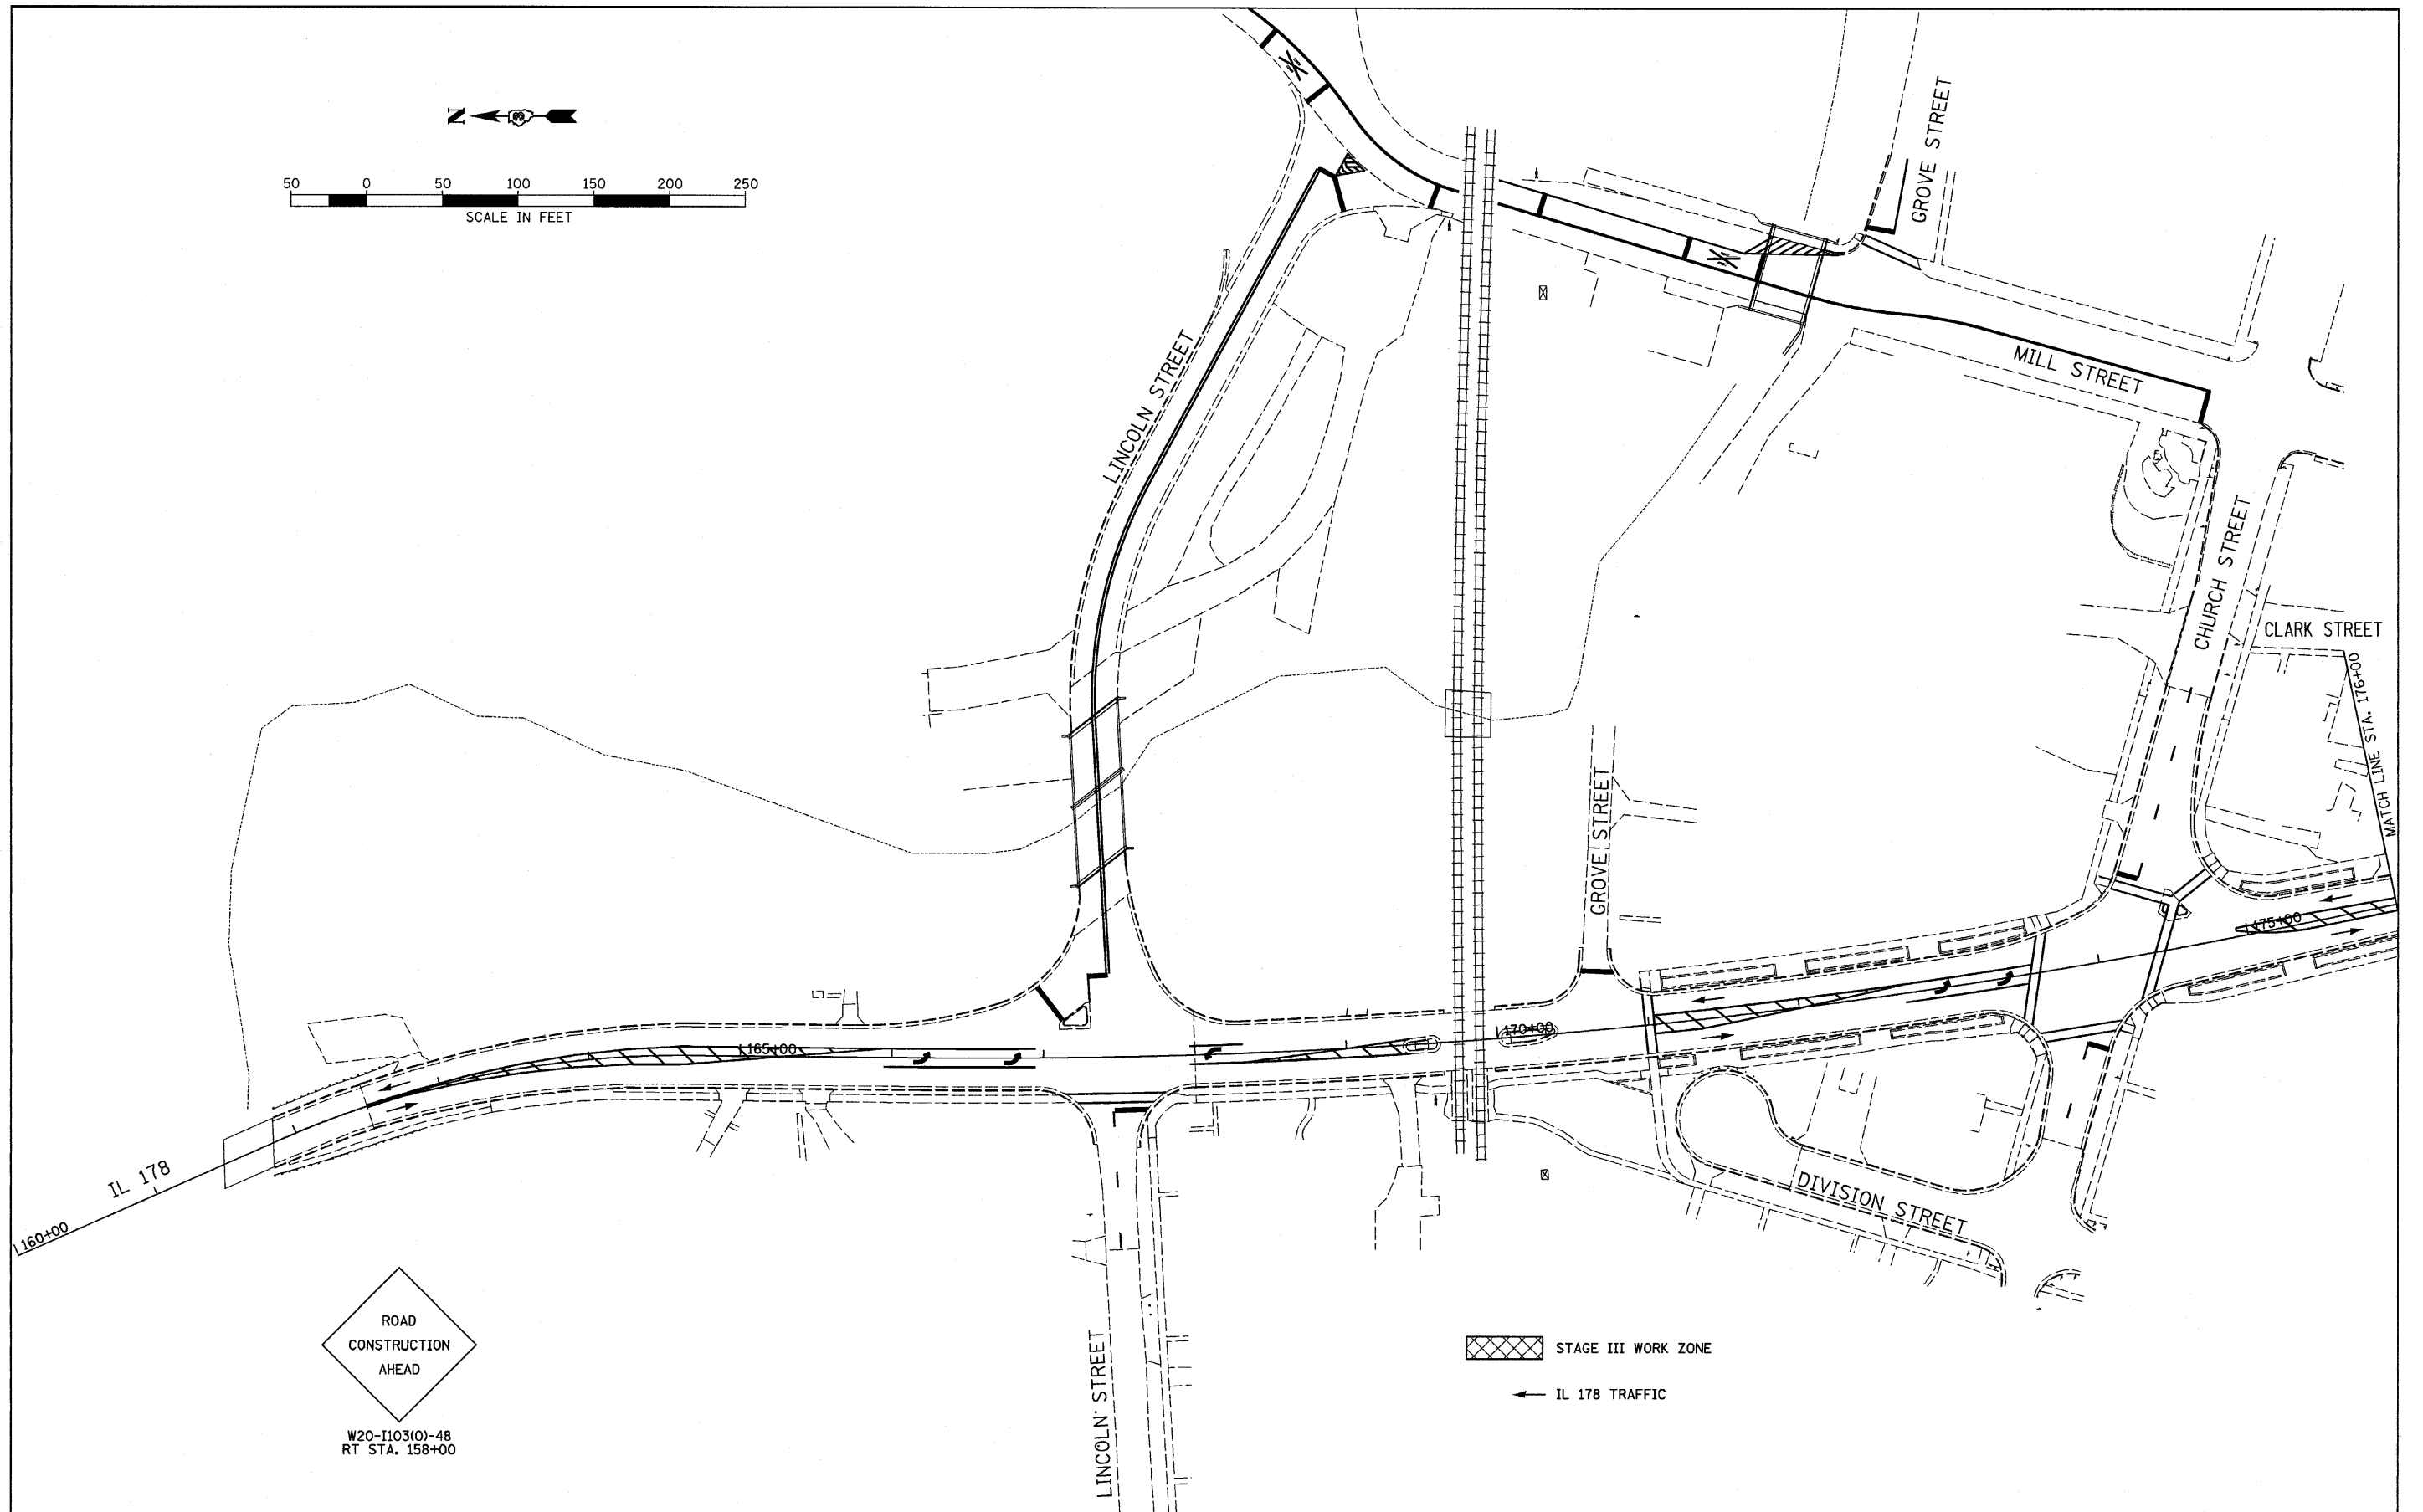 N
50 0 50 100 150 200 250
SCALE IN FEET
GROVE STREET
LINCOLN STREET
MILL STREET
CHURCH STREET
CLARK STREET
MATCH LINE STA. 176+00
GROVE STREET
175+00
170+00
165+00
IL 178
160+00
DIVISION STREET
LINCOLN STREET
ROAD
CONSTRUCTION
AHEAD
W20-I103(O)-48
RT STA. 158+00
STAGE III WORK ZONE
IL 178 TRAFFIC